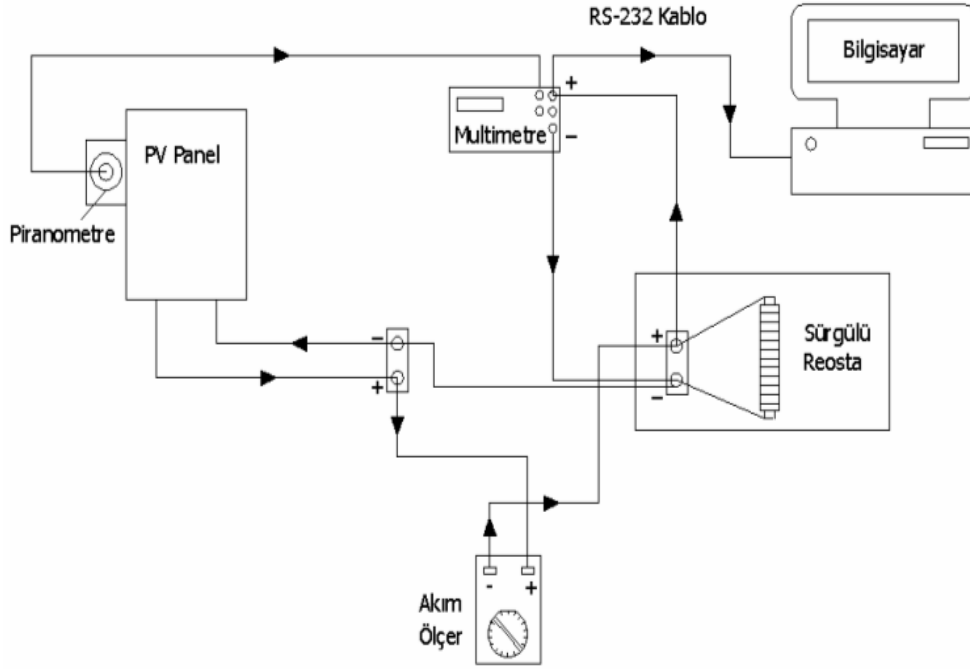 RS-232 Kablo
Bilgisayar
+
Multimetre
−
PV Panel
Piranometre
−
+
+
−
Sürgülü
Reosta
- +
Akım
Ölçer